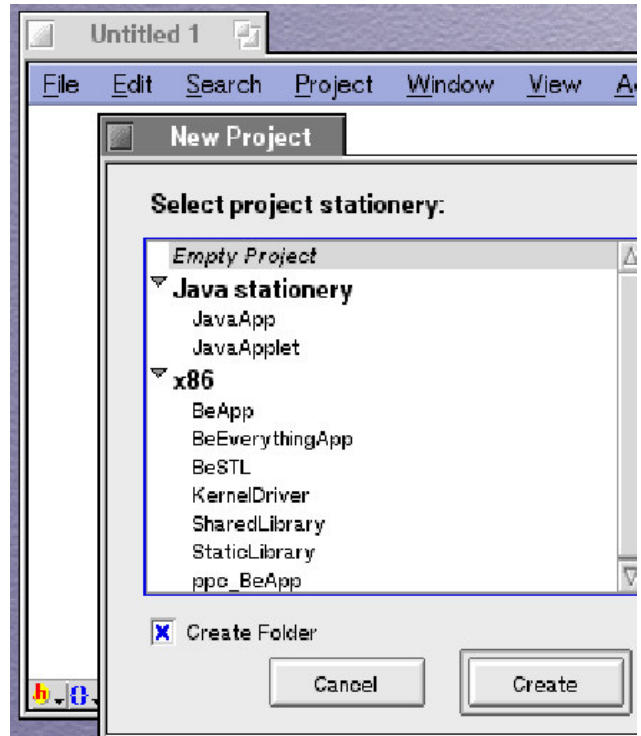 Untitled 1
File Edit Search Project Window View
New Project
Select project stationery:
Empty Project
Java stationery
JavaApp
JavaApplet
x86
BeApp
BeEverythingApp
BeSTL
KernelDriver
SharedLibrary
StaticLibrary
ppc_BeApp
Create Folder
Cancel Create
h {}